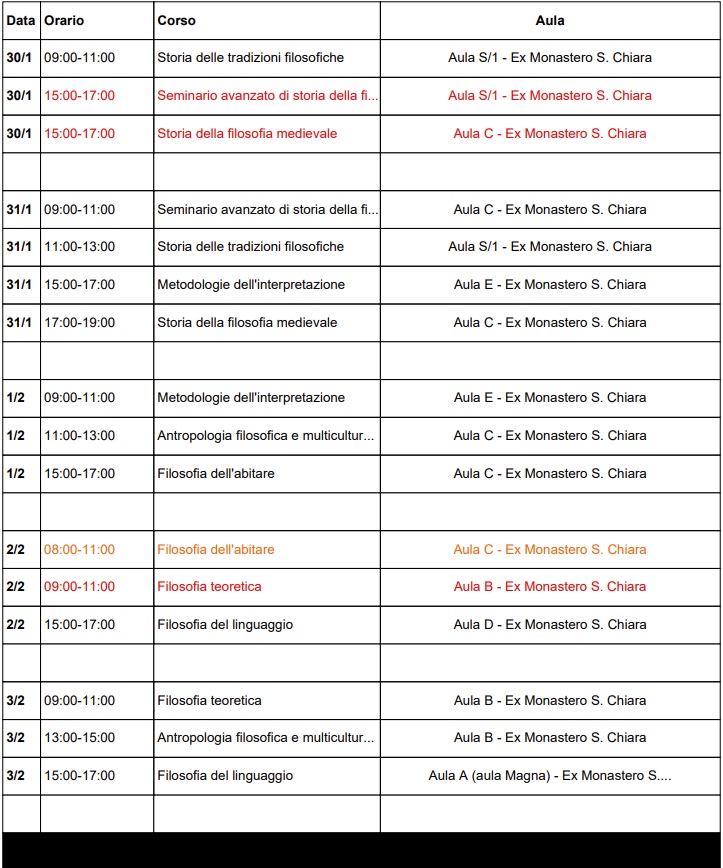 Data Orario Corso Aula
30/1 09:00-11:00 Storia delle tradizioni filosofiche Aula S/1 - Ex Monastero S. Chiara
30/1 15:00-17:00 Seminario avanzato di storia della fi... Aula S/1 - Ex Monastero S. Chiara
30/1 15:00-17:00 Storia della filosofia medievale Aula C - Ex Monastero S. Chiara
31/1 09:00-11:00 Seminario avanzato di storia della fi... Aula C - Ex Monastero S. Chiara
31/1 11:00-13:00 Storia delle tradizioni filosofiche Aula S/1 - Ex Monastero S. Chiara
31/1 15:00-17:00 Metodologie dell'interpretazione Aula E - Ex Monastero S. Chiara
31/1 17:00-19:00 Storia della filosofia medievale Aula C - Ex Monastero S. Chiara
1/2 09:00-11:00 Metodologie dell'interpretazione Aula E - Ex Monastero S. Chiara
1/2 11:00-13:00 Antropologia filosofica e multicultur... Aula C - Ex Monastero S. Chiara
1/2 15:00-17:00 Filosofia dell'abitare Aula C - Ex Monastero S. Chiara
2/2 08:00-11:00 Filosofia dell'abitare Aula C - Ex Monastero S. Chiara
2/2 09:00-11:00 Filosofia teoretica Aula B - Ex Monastero S. Chiara
2/2 15:00-17:00 Filosofia del linguaggio Aula D - Ex Monastero S. Chiara
3/2 09:00-11:00 Filosofia teoretica Aula B - Ex Monastero S. Chiara
3/2 13:00-15:00 Antropologia filosofica e multicultur... Aula B - Ex Monastero S. Chiara
3/2 15:00-17:00 Filosofia del linguaggio Aula A (aula Magna) - Ex Monastero S....